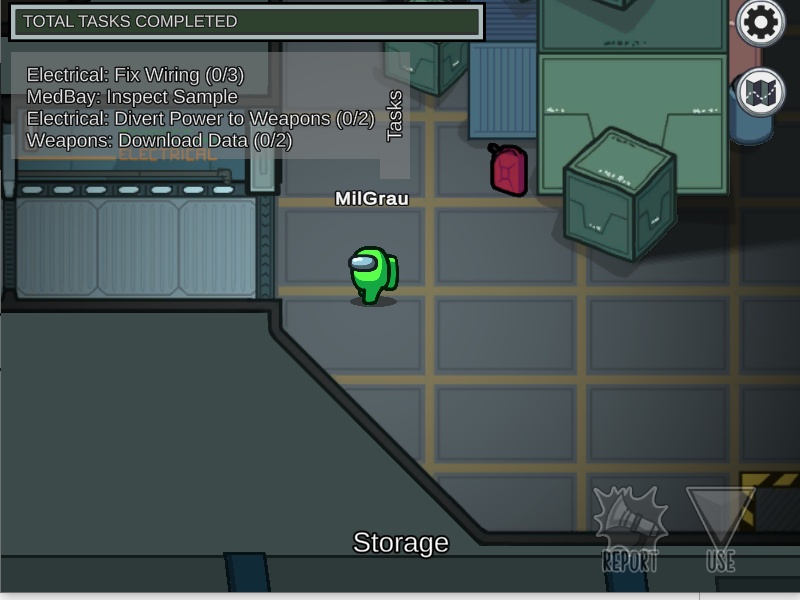 TOTAL TASKS COMPLETED
Electrical: Fix Wiring (0/3)
MedBay: Inspect Sample
Electrical: Divert Power to Weapons (0/2)
Weapons: Download Data (0/2)
Tasks
ELECTRICAL
MilGrau
Storage
REPORT
USE